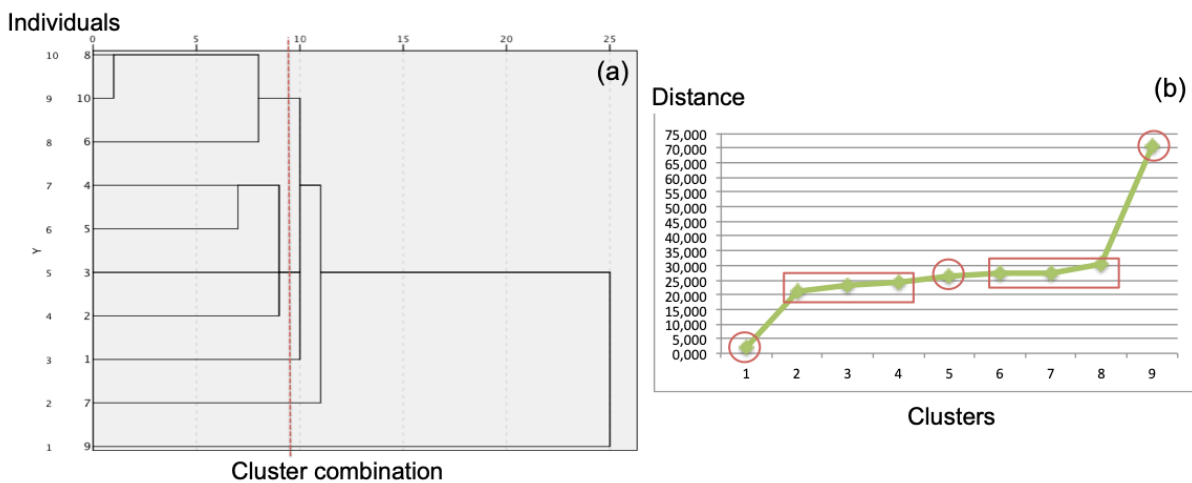 Individuals
0 5 10 15 20 25
10 8
(a)
9 10
8 6
7 4
6 5
Y
5 3
4 2
3 1
2 7
1 9
Cluster combination
(b)
Distance
75,000
70,000
65,000
60,000
55,000
50,000
45,000
40,000
35,000
30,000
25,000
20,000
15,000
10,000
5,000
0,000
1 2 3 4 5 6 7 8 9
Clusters